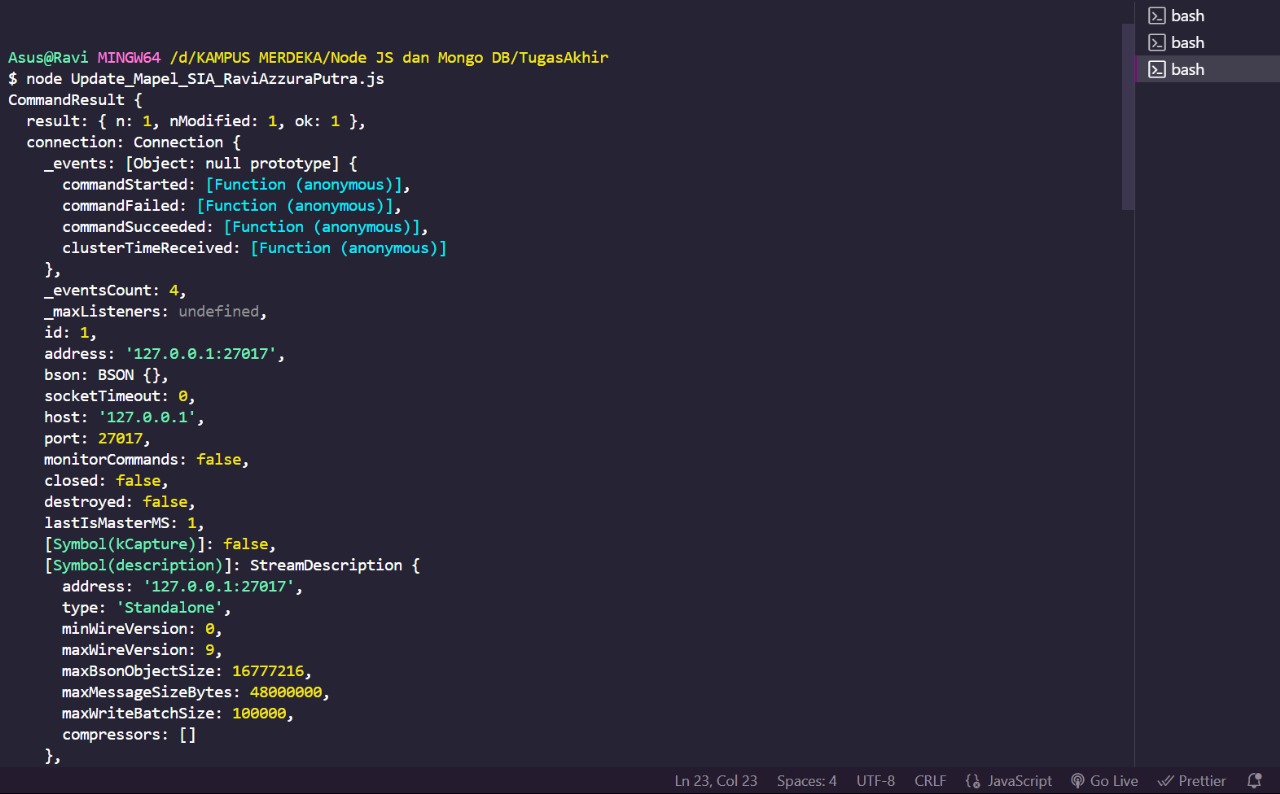 Asus@Ravi MINGW64 /d/KAMPUS MERDEKA/Node JS dan Mongo DB/TugasAkhir
$ node Update_Mapel_SIA_RaviAzzuraPutra.js
CommandResult {
  result: { n: 1, nModified: 1, ok: 1 },
  connection: Connection {
    _events: [Object: null prototype] {
      commandStarted: [Function (anonymous)],
      commandFailed: [Function (anonymous)],
      commandSucceeded: [Function (anonymous)],
      clusterTimeReceived: [Function (anonymous)]
    },
    _eventsCount: 4,
    _maxListeners: undefined,
    id: 1,
    address: '127.0.0.1:27017',
    bson: BSON {},
    socketTimeout: 0,
    host: '127.0.0.1',
    port: 27017,
    monitorCommands: false,
    closed: false,
    destroyed: false,
    lastIsMasterMS: 1,
    [Symbol(kCapture)]: false,
    [Symbol(description)]: StreamDescription {
      address: '127.0.0.1:27017',
      type: 'Standalone',
      minWireVersion: 0,
      maxWireVersion: 9,
      maxBsonObjectSize: 16777216,
      maxMessageSizeBytes: 48000000,
      maxWriteBatchSize: 100000,
      compressors: []
    },
bash
bash
bash
Ln 23, Col 23 Spaces: 4 UTF-8 CRLF JavaScript Go Live Prettier